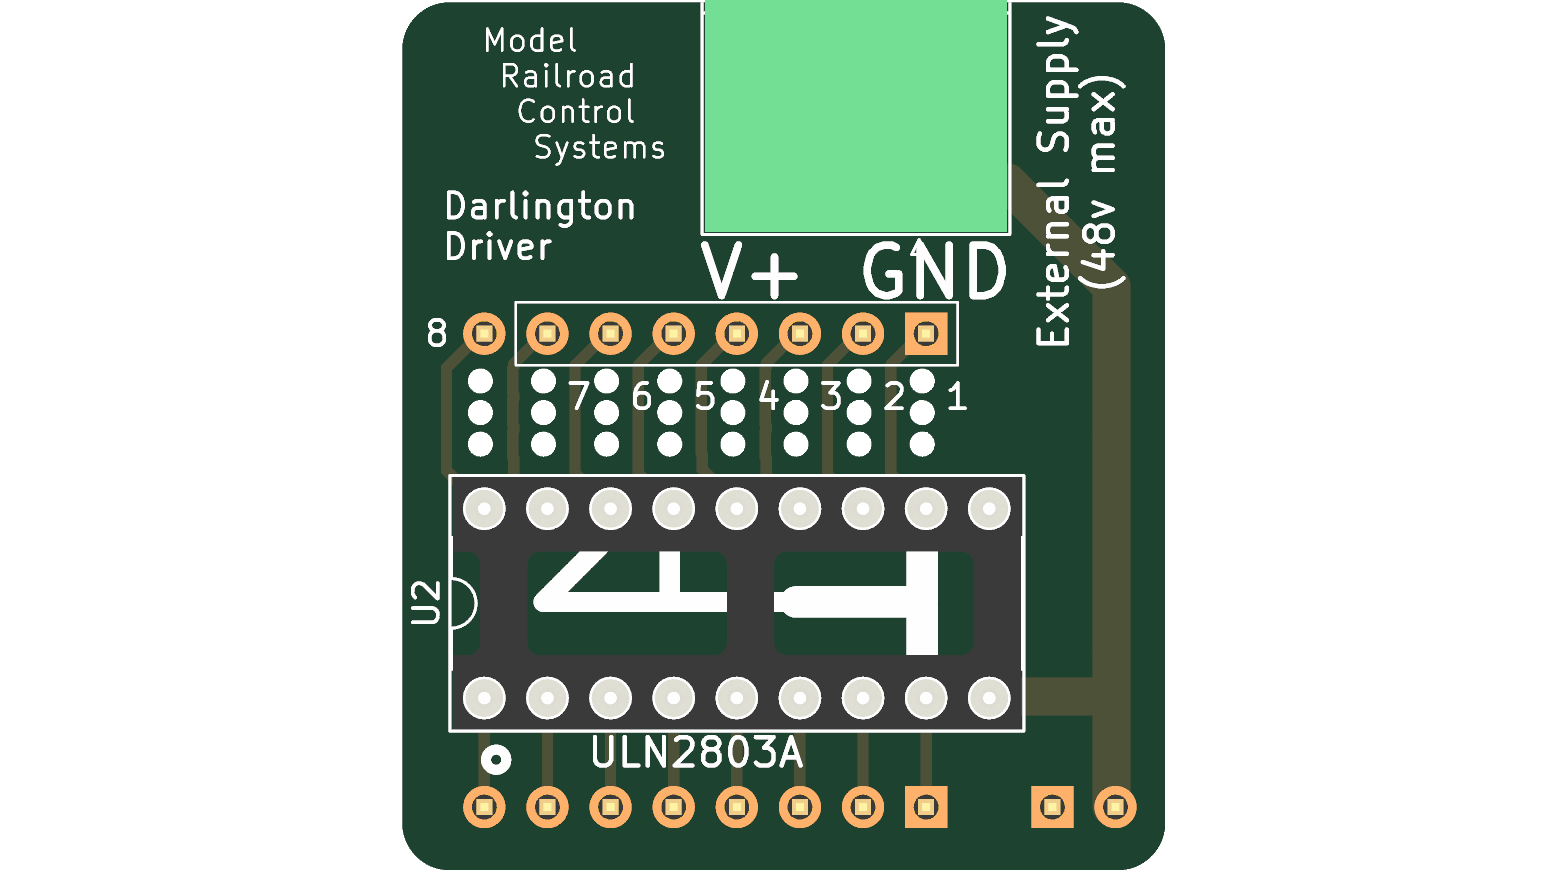 Model
Railroad
Control
Systems
Darlington
Driver
External Supply
(48v max)
V+ GND
8
7 6 5 4 3 2 1
U2
ULN2803A